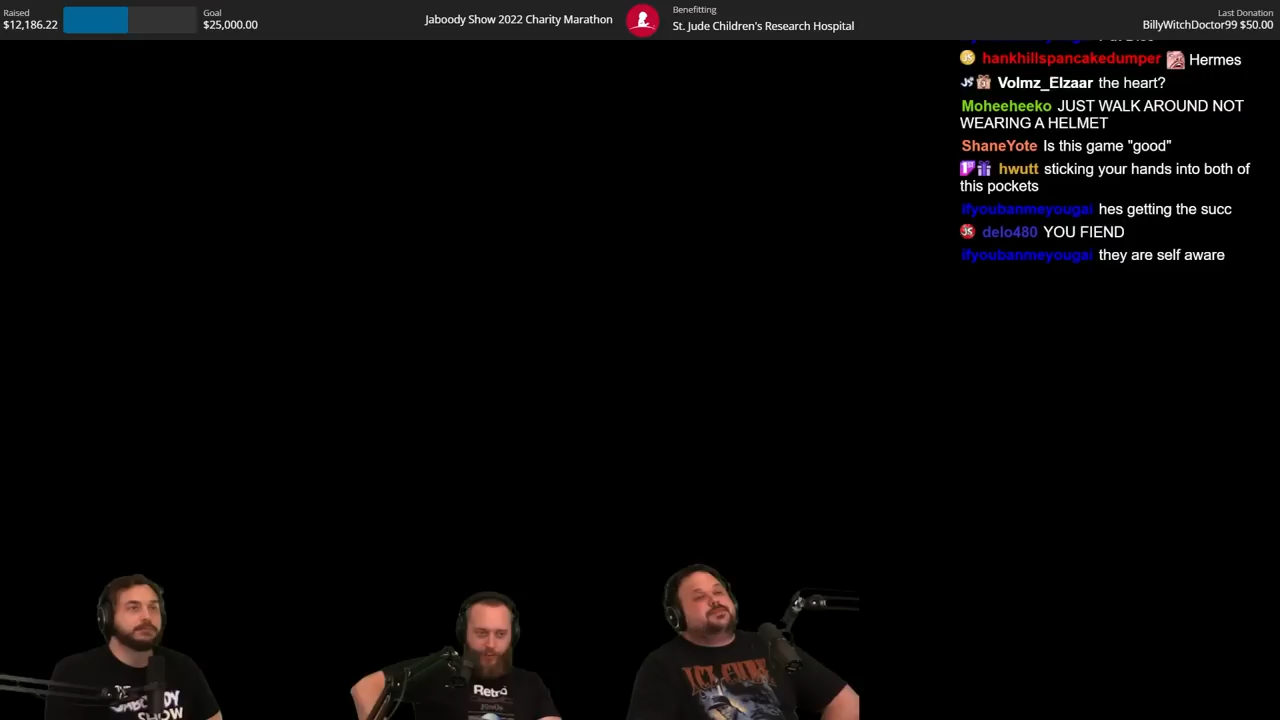 Raised
$12,186.22
Goal
$25,000.00
Jaboody Show 2022 Charity Marathon
Benefitting
St. Jude Children's Research Hospital
Last Donation
BillyWitchDoctor99 $50.00
hankhillspancakedumper Hermes
Volmz_Elzaar the heart?
Moheeheeko JUST WALK AROUND NOT
WEARING A HELMET
ShaneYote Is this game "good"
hwutt sticking your hands into both of
this pockets
ifyoubanmeyougai hes getting the succ
delo480 YOU FIEND
ifyoubanmeyougai they are self aware
SHOW
Retro
ICE CUBE